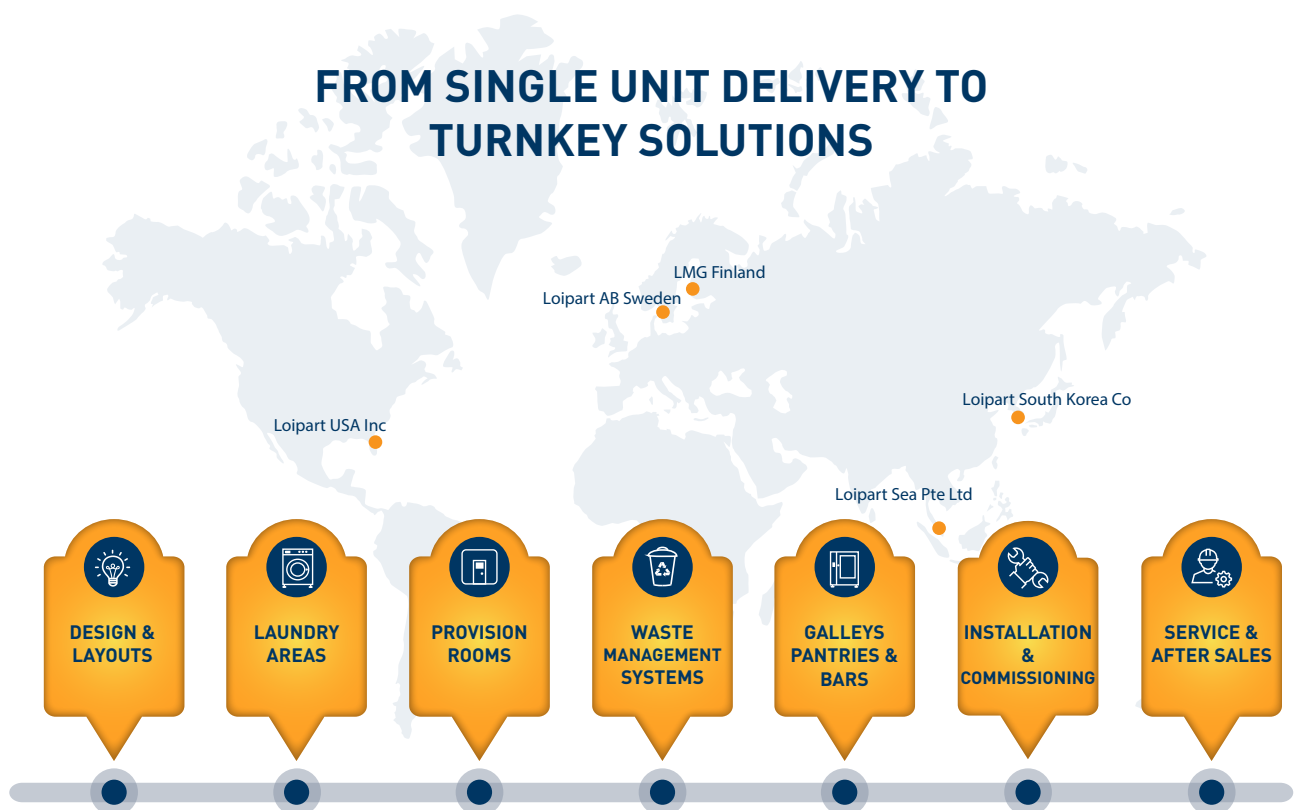 FROM SINGLE UNIT DELIVERY TO
TURNKEY SOLUTIONS
LMG Finland
Loipart AB Sweden
Loipart South Korea Co
Loipart USA Inc
Loipart Sea Pte Ltd
DESIGN &
LAYOUTS
LAUNDRY
AREAS
PROVISION
ROOMS
WASTE
MANAGEMENT
SYSTEMS
GALLEYS
PANTRIES &
BARS
INSTALLATION
&
COMMISSIONING
SERVICE &
AFTER SALES